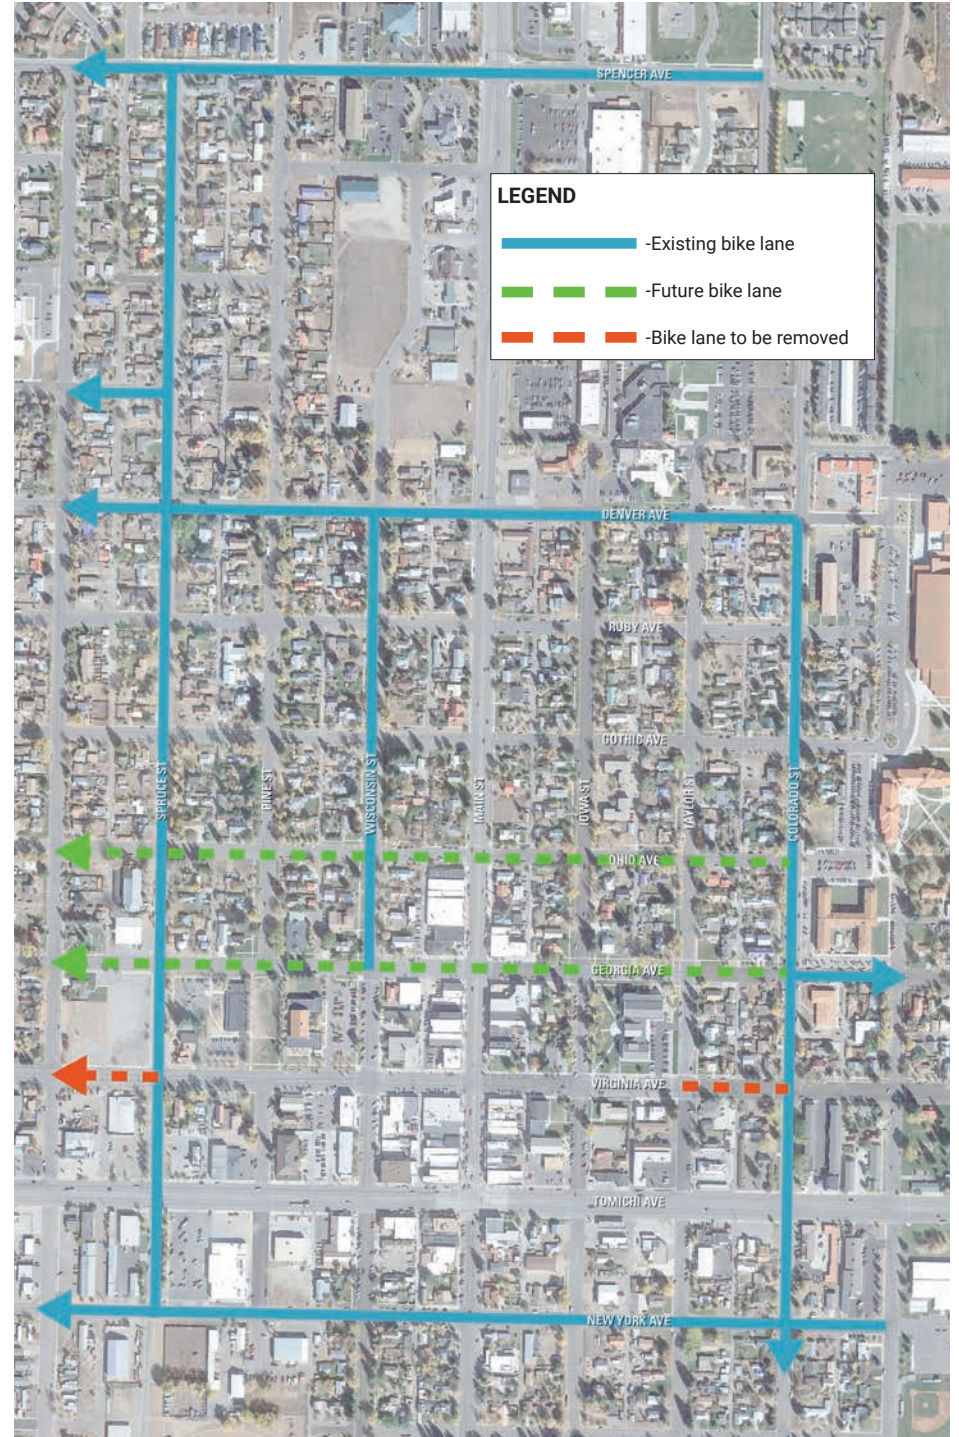 SPENCER AVE
LEGEND
-Existing bike lane
-Future bike lane
-Bike lane to be removed
DENVER AVE
RUBY AVE
GOTHIC AVE
SPRUCE ST
PINE ST
WISCONSIN ST
MAIN ST
IOWA ST
TAYLOR ST
COLORADO ST
OHIO AVE
GEORGIA AVE
VIRGINIA AVE
TOMICHI AVE
NEW YORK AVE